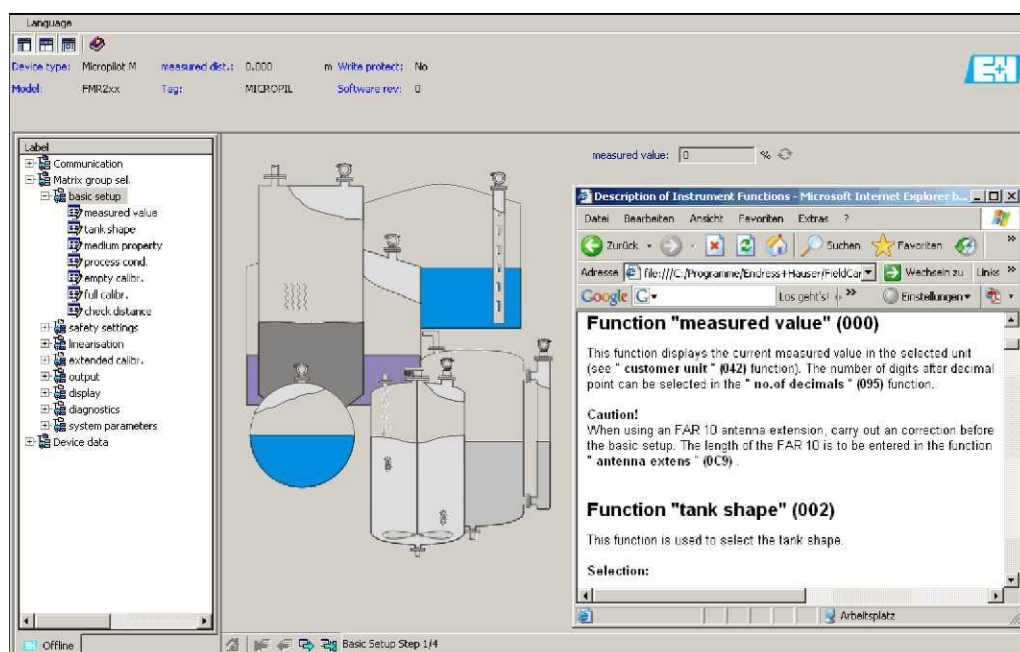 Language
Device type: Micropilot M measured dist.: 0.000 m Write protect: No
Model: FMR2xx Tag: MICROPIL Software rev: 0
E+H
Label
Communication
Matrix group sel.
basic setup
measured value
tank shape
medium property
process cond.
empty calibr.
full calibr.
check distance
safety settings
linearisation
extended calibr.
output
display
diagnostics
system parameters
Device data
Offline
measured value: 0 %
Description of Instrument Functions - Microsoft Internet Explorer b...
Datei Bearbeiten Ansicht Favoriten Extras ?
Zurück Suchen Favoriten »
Adresse file:///C:/Programme/Endress+Hauser/FieldCar Wechseln zu Links »
Google G Los geht's! » Einstellungen
Function "measured value" (000)
This function displays the current measured value in the selected unit
(see " customer unit " (042) function). The number of digits after decimal
point can be selected in the " no.of decimals " (095) function.
Caution!
When using an FAR 10 antenna extension, carry out an correction before
the basic setup. The length of the FAR 10 is to be entered in the function
" antenna extens " (0C9) .
Function "tank shape" (002)
This function is used to select the tank shape.
Selection:
Arbeitsplatz
Basic Setup Step 1/4